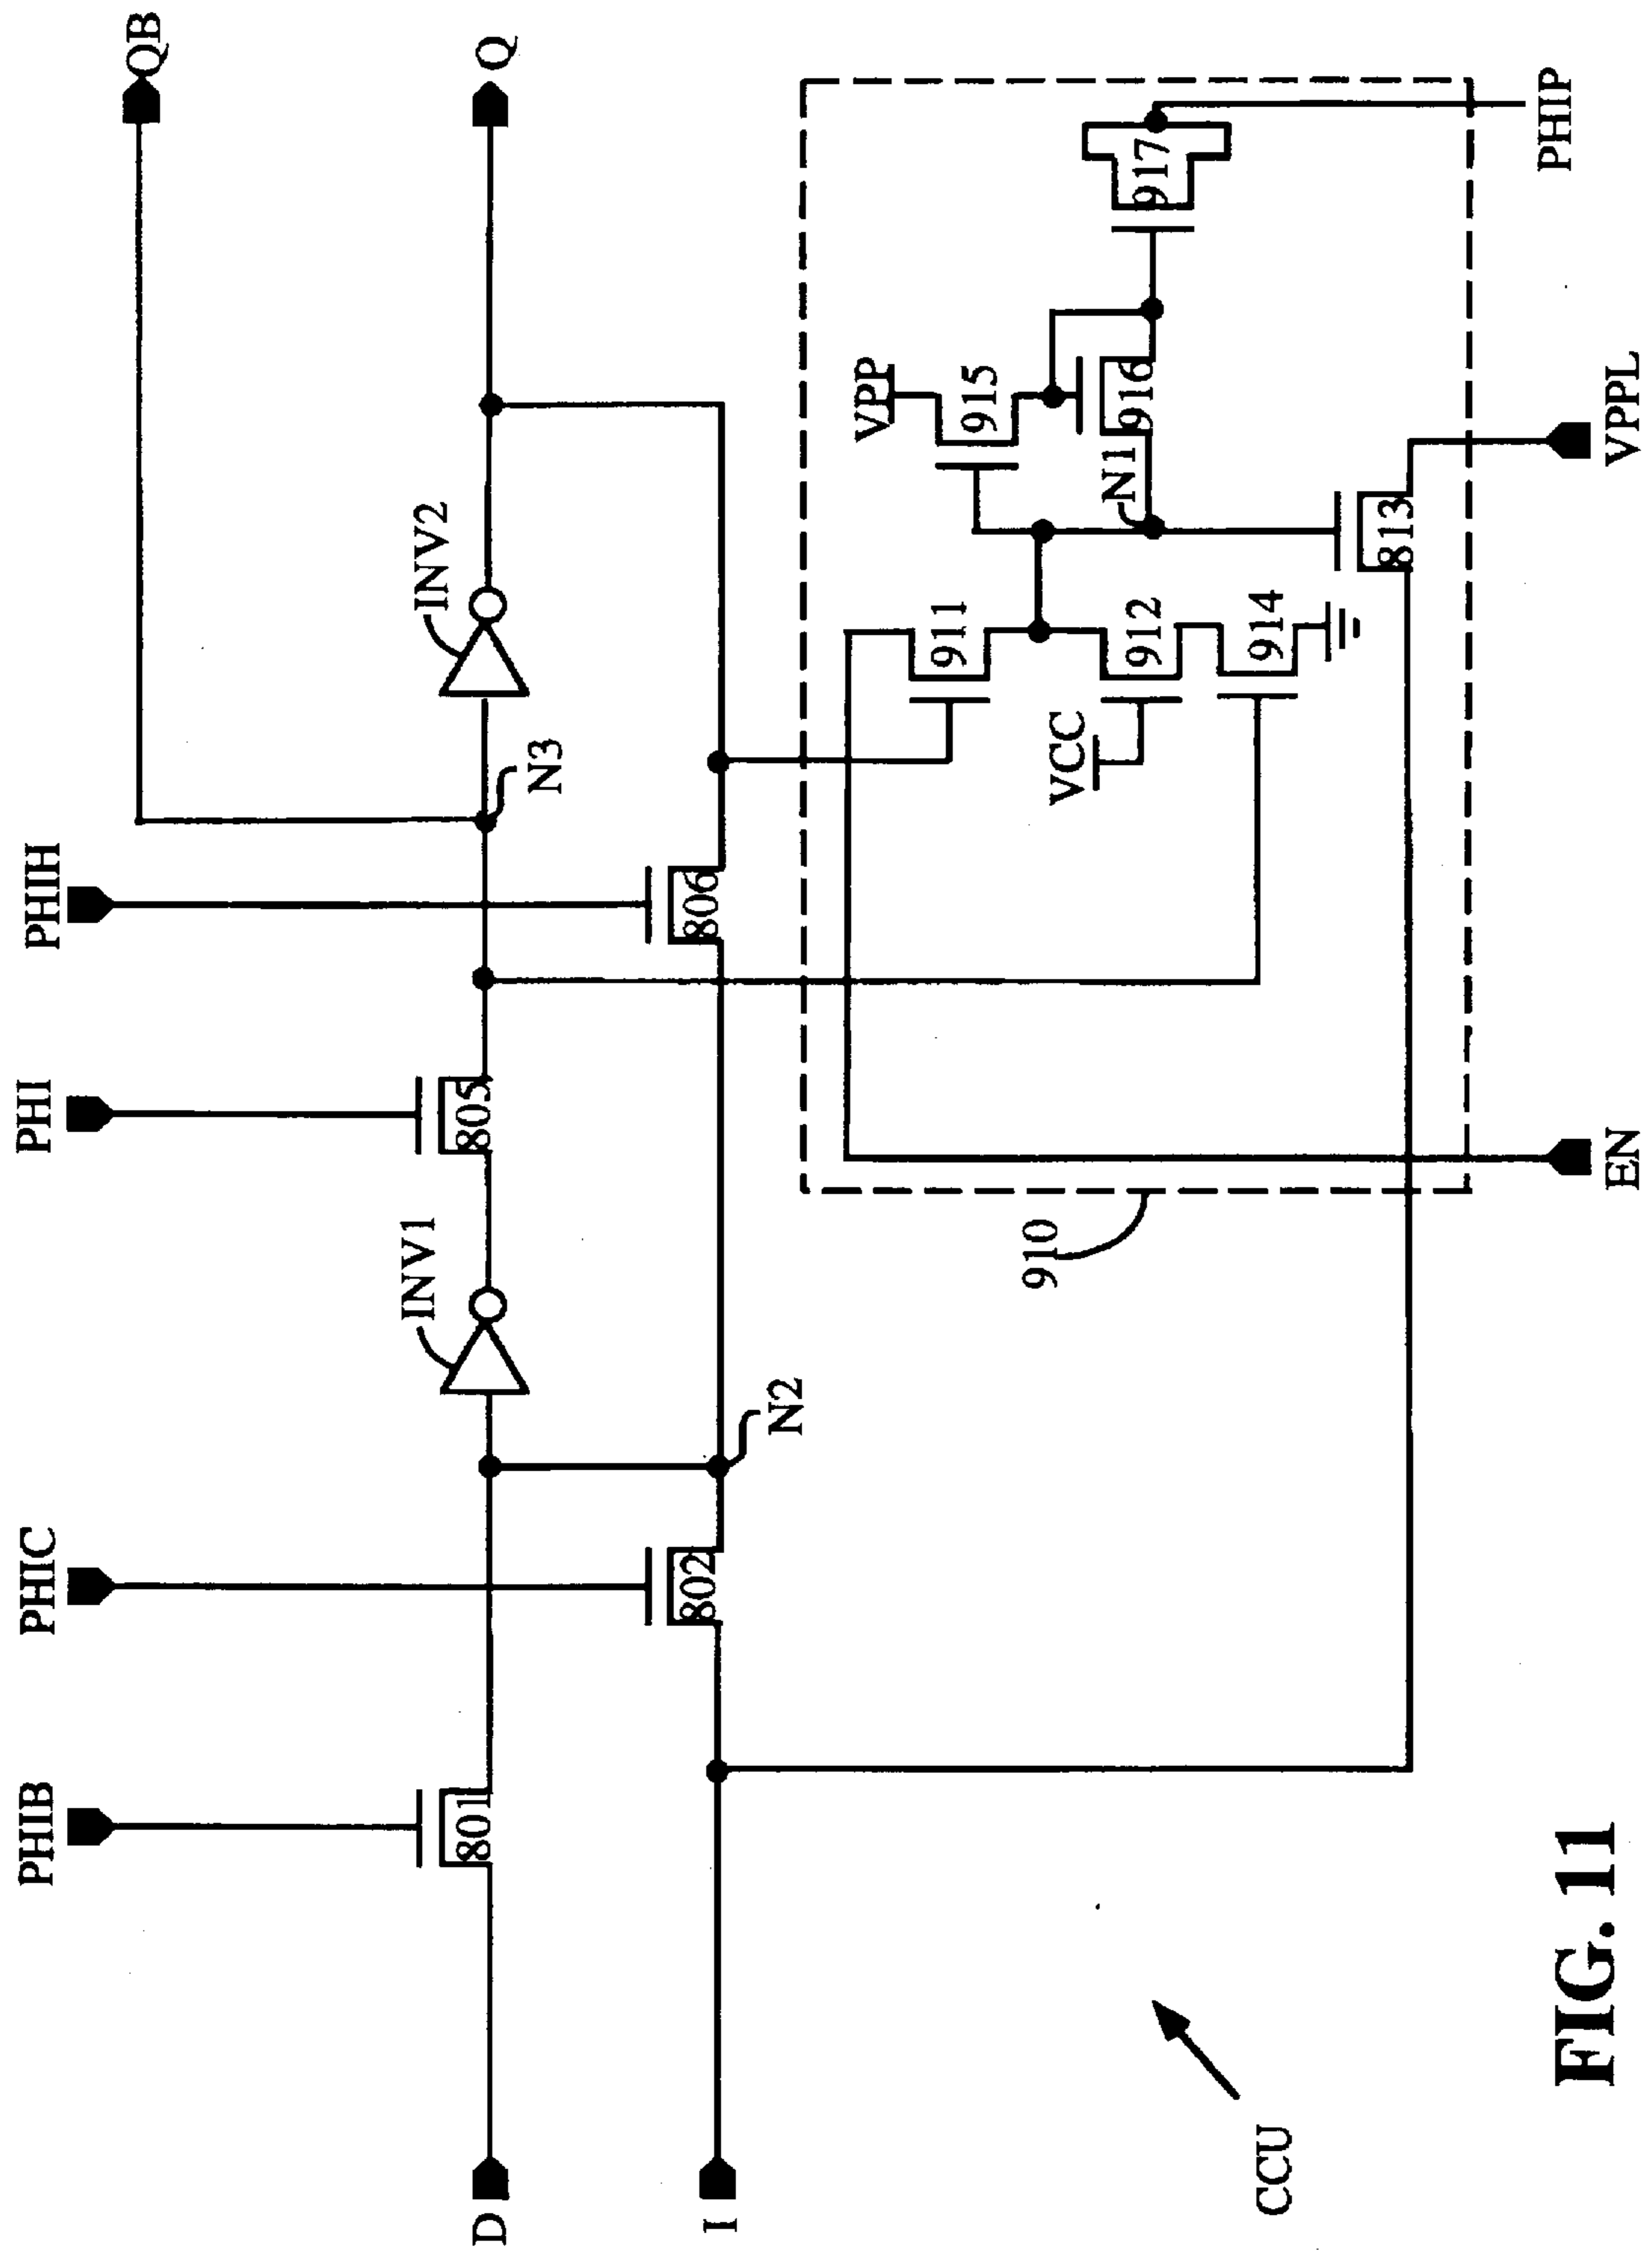 QB
Q
PHIH
PHI
PHIC
PHIB
INV2
N3
INV1
805
801
806
802
N2
D
I
VPP
915
917
916
N1
911
912
914
VCC
813
910
PHIP
VPPL
EN
CCU
FIG. 11